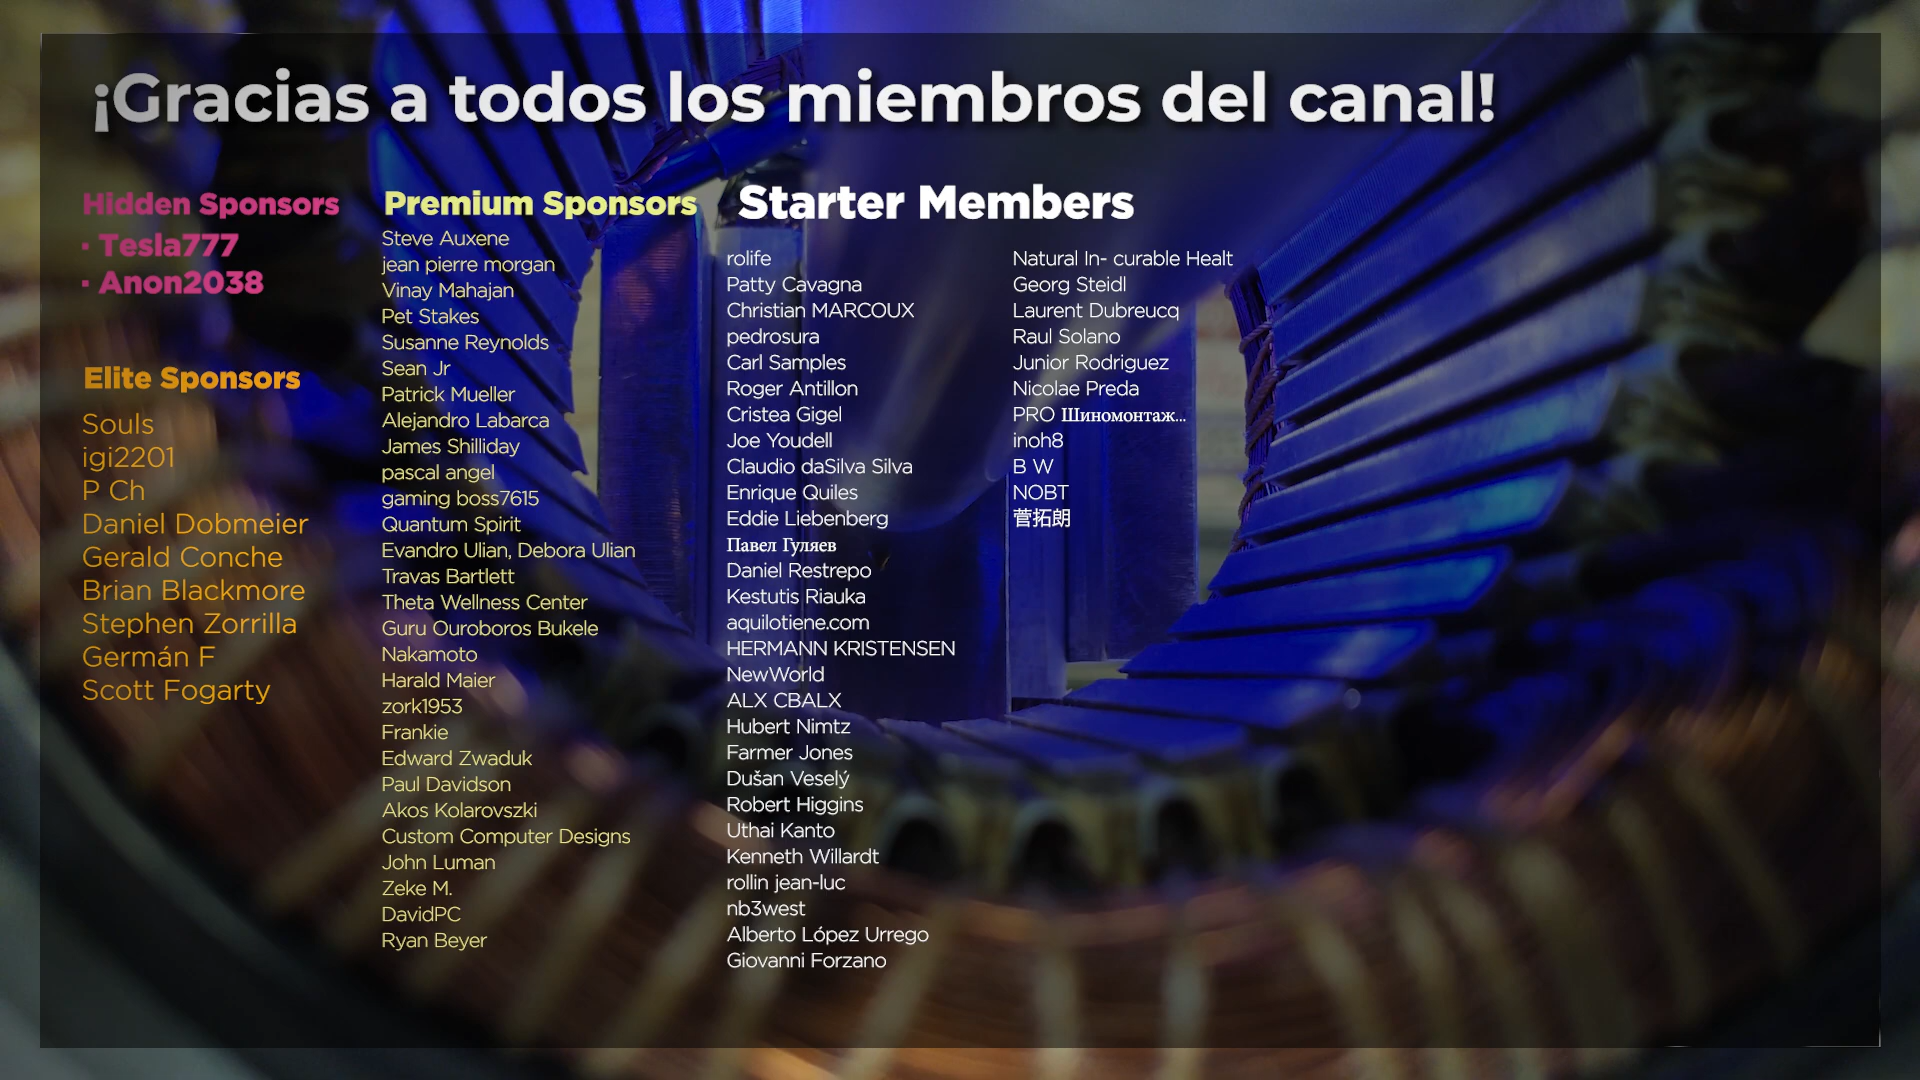 ¡Gracias a todos los miembros del canal!
Hidden Sponsors
· Tesla777
· Anon2038
Elite Sponsors
Souls
igi2201
P Ch
Daniel Dobmeier
Gerald Conche
Brian Blackmore
Stephen Zorrilla
Germán F
Scott Fogarty
Premium Sponsors
Steve Auxene
jean pierre morgan
Vinay Mahajan
Pet Stakes
Susanne Reynolds
Sean Jr
Patrick Mueller
Alejandro Labarca
James Shilliday
pascal angel
gaming boss7615
Quantum Spirit
Evandro Ulian, Debora Ulian
Travas Bartlett
Theta Wellness Center
Guru Ouroboros Bukele
Nakamoto
Harald Maier
zork1953
Frankie
Edward Zwaduk
Paul Davidson
Akos Kolarovszki
Custom Computer Designs
John Luman
Zeke M.
DavidPC
Ryan Beyer
Starter Members
rolife
Patty Cavagna
Christian MARCOUX
pedrosura
Carl Samples
Roger Antillon
Cristea Gigel
Joe Youdell
Claudio daSilva Silva
Enrique Quiles
Eddie Liebenberg
Павел Гуляев
Daniel Restrepo
Kestutis Riauka
aquilotiene.com
HERMANN KRISTENSEN
NewWorld
ALX CBALX
Hubert Nimtz
Farmer Jones
Dušan Veselý
Robert Higgins
Uthai Kanto
Kenneth Willardt
rollin jean-luc
nb3west
Alberto López Urrego
Giovanni Forzano
Natural In- curable Healt
Georg Steidl
Laurent Dubreucq
Raul Solano
Junior Rodriguez
Nicolae Preda
PRO Шиномонтаж...
inoh8
B W
NOBT
菅拓朗